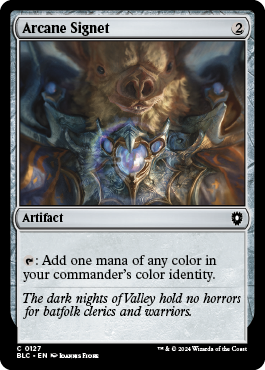 Arcane Signet 2
Artifact
: Add one mana of any color in
your commander's color identity.
The dark nights of Valley hold no horrors
for batfolk clerics and warriors.
C 0127
BLC • EN Ioannis Fiore
™ & © 2024 Wizards of the Coast